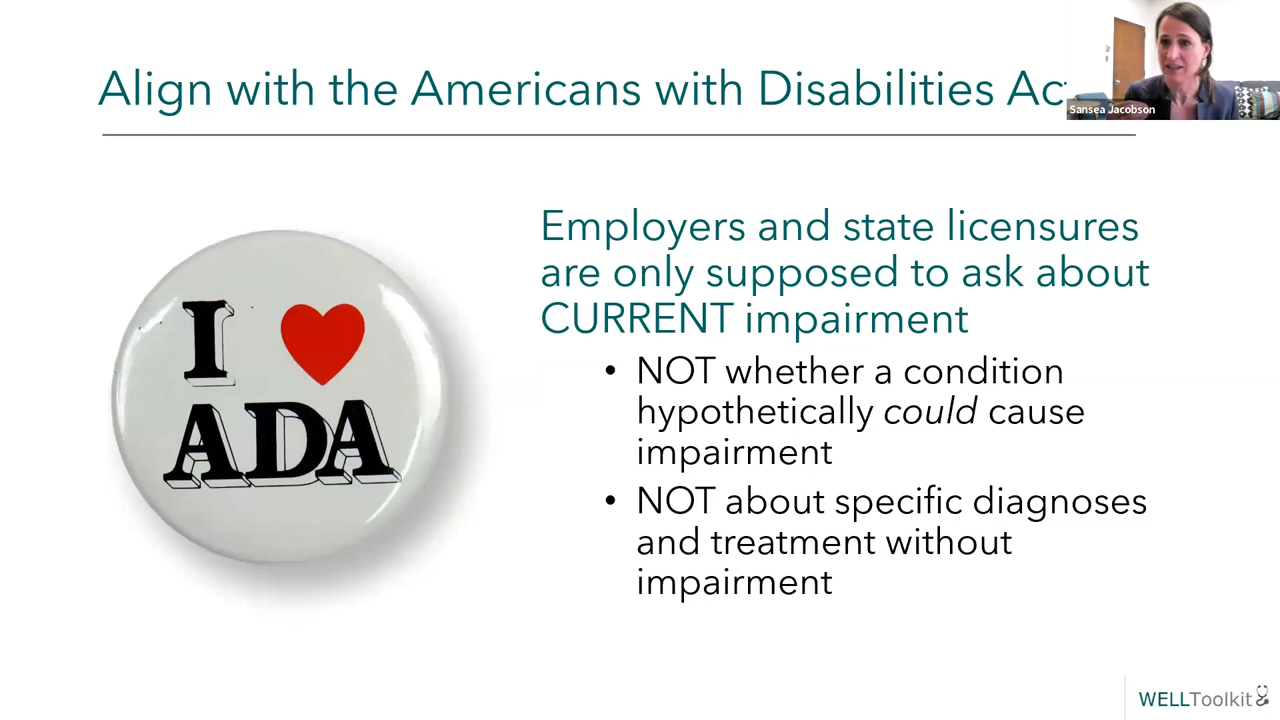 Align with the Americans with Disabilities Ac
Sansea Jacobson
Employers and state licensures
are only supposed to ask about
CURRENT impairment
• NOT whether a condition
hypothetically could cause
impairment
• NOT about specific diagnoses
and treatment without
impairment
I ❤
ADA
WELLToolkit